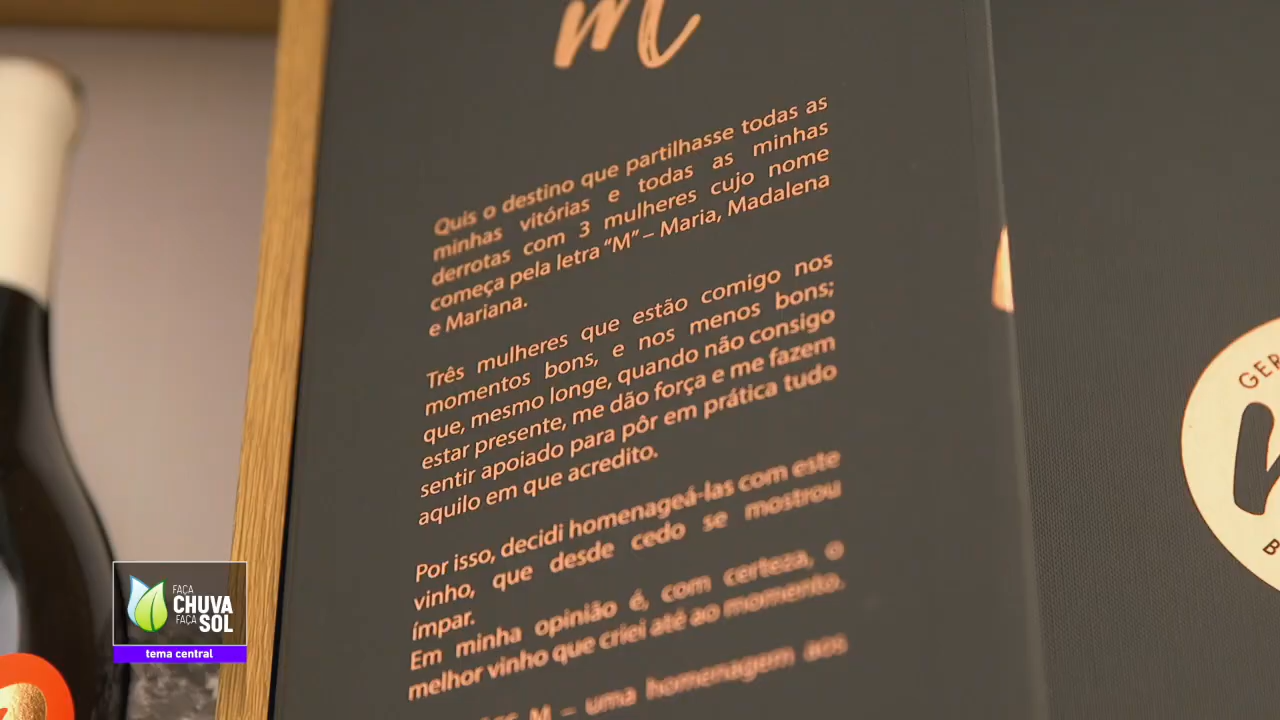 m
Quis o destino que partilhasse todas as
minhas vitórias e todas as minhas
derrotas com 3 mulheres cujo nome
começa pela letra “M” – Maria, Madalena
e Mariana.
Três mulheres que estão comigo nos
momentos bons, e nos menos bons;
que, mesmo longe, quando não consigo
estar presente, me dão força e me fazem
sentir apoiado para pôr em prática tudo
aquilo em que acredito.
Por isso, decidi homenageá-las com este
vinho, que desde cedo se mostrou
ímpar.
Em minha opinião é, com certeza, o
melhor vinho que criei até ao momento.
M – uma homenagem aos
FAÇA
CHUVA
FAÇA
SOL
tema central